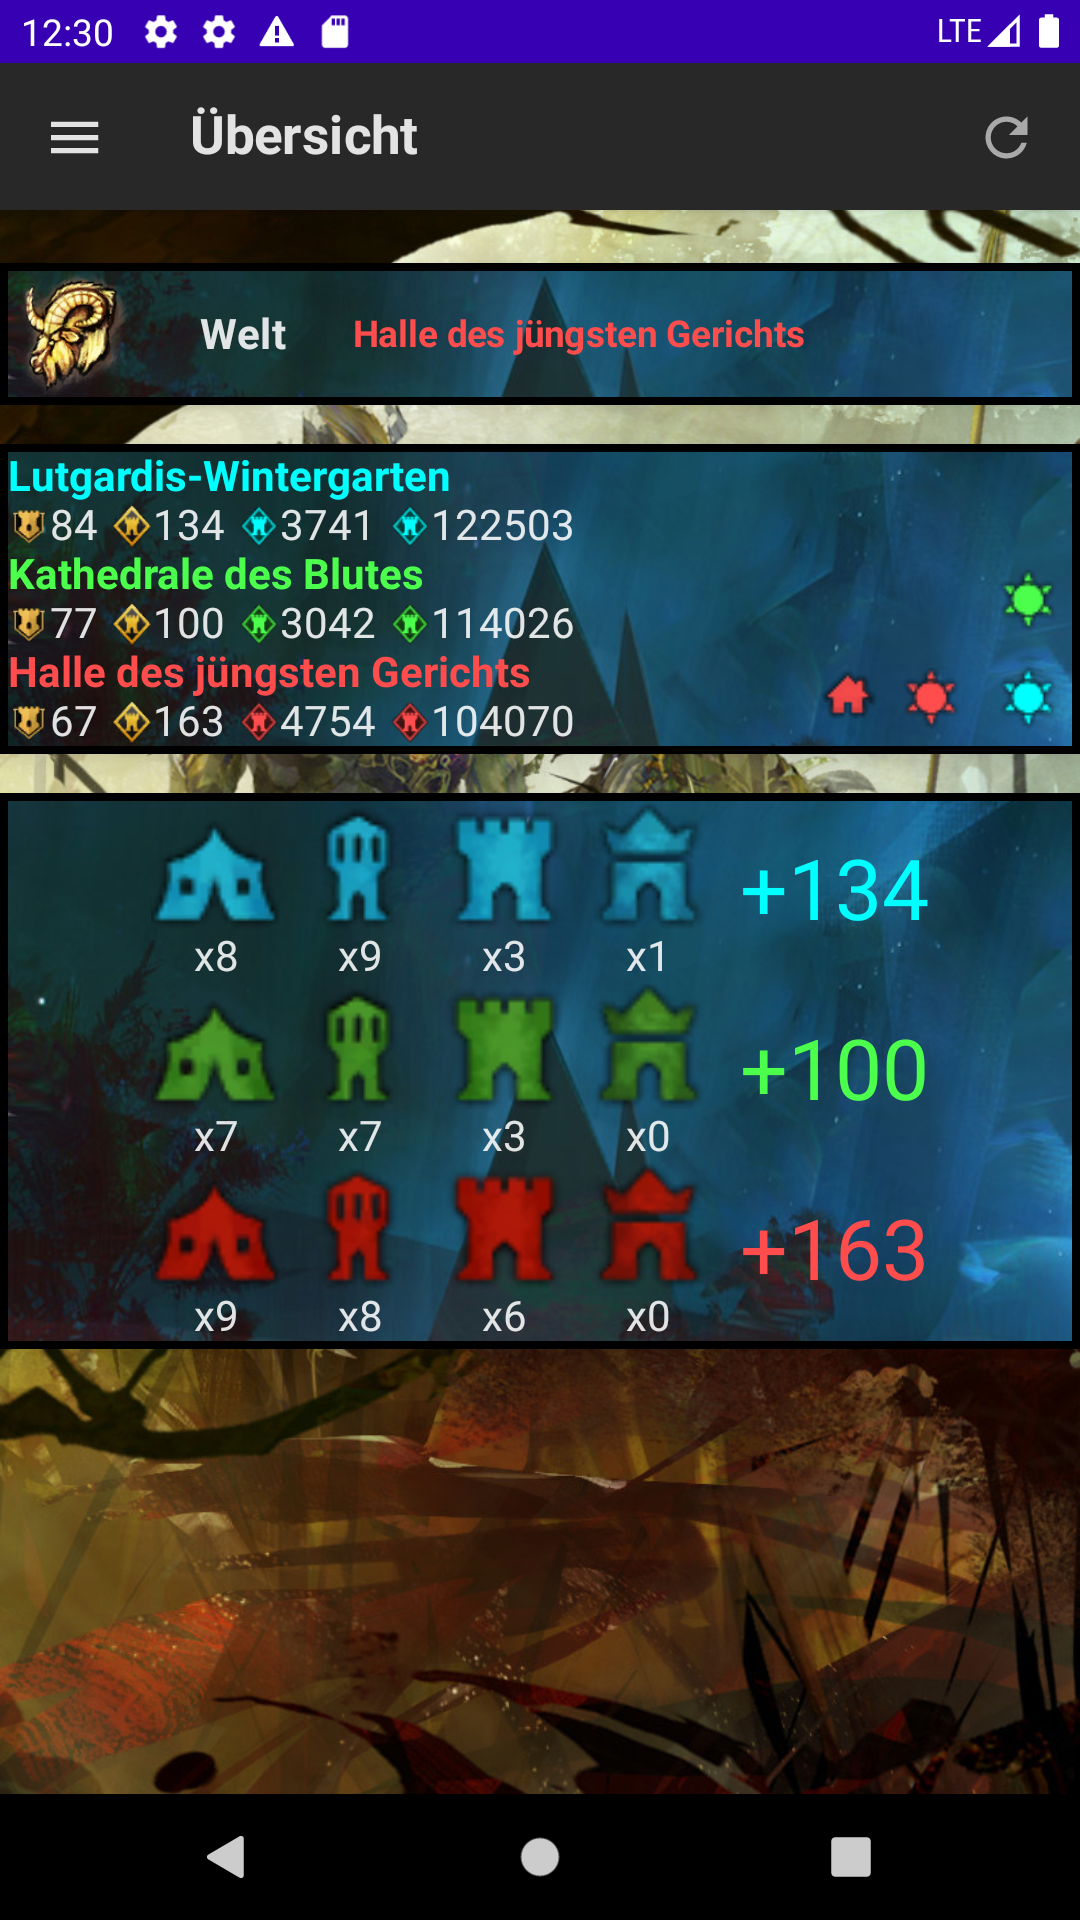 12:30 LTE
Übersicht
Welt Halle des jüngsten Gerichts
Lutgardis-Wintergarten
84 134 3741 122503
Kathedrale des Blutes
77 100 3042 114026
Halle des jüngsten Gerichts
67 163 4754 104070
+134
x8 x9 x3 x1
+100
x7 x7 x3 x0
+163
x9 x8 x6 x0